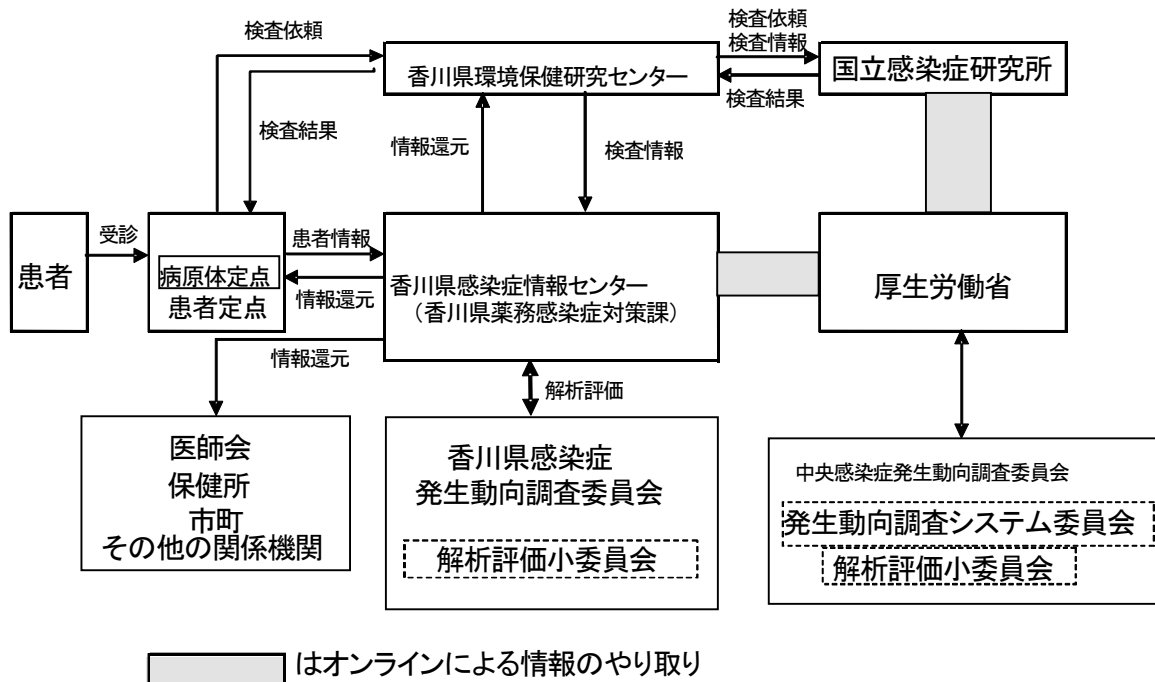 検査依頼
検査依頼
検査情報
香川県環境保健研究センター
国立感染症研究所
検査結果
検査結果
情報還元
検査情報
患者
受診
病原体定点
患者定点
患者情報
情報還元
香川県感染症情報センター
（香川県薬務感染症対策課）
厚生労働省
情報還元
解析評価
医師会
保健所
市町
その他の関係機関
香川県感染症
発生動向調査委員会
解析評価小委員会
中央感染症発生動向調査委員会
発生動向調査システム委員会
解析評価小委員会
はオンラインによる情報のやり取り